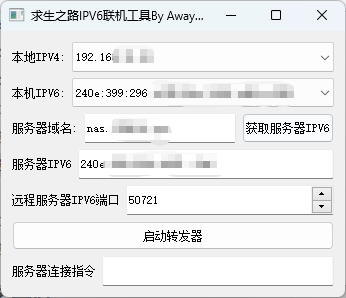 求生之路IPV6联机工具By Away...
本地IPV4: 192.16
本机IPV6: 240e:399:296
服务器域名: nas. 获取服务器IPV6
服务器IPV6 240e
远程服务器IPV6端口 50721
启动转发器
服务器连接指令